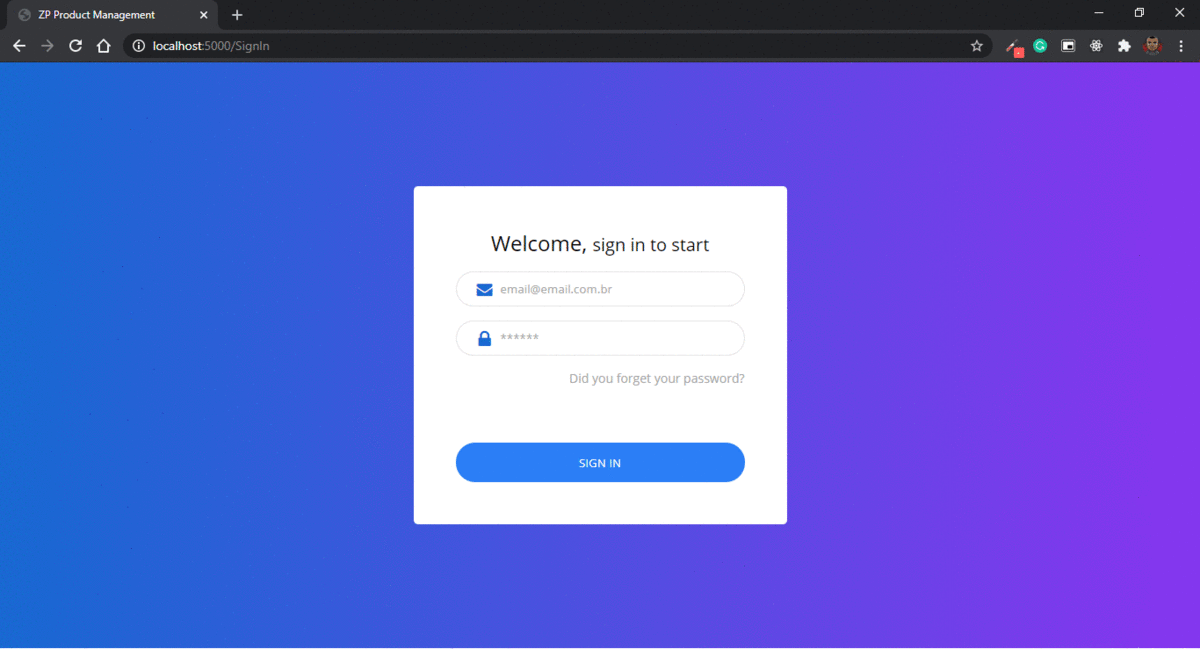 ZP Product Management
localhost:5000/SignIn
Welcome, sign in to start
email@email.com.br
******
Did you forget your password?
SIGN IN